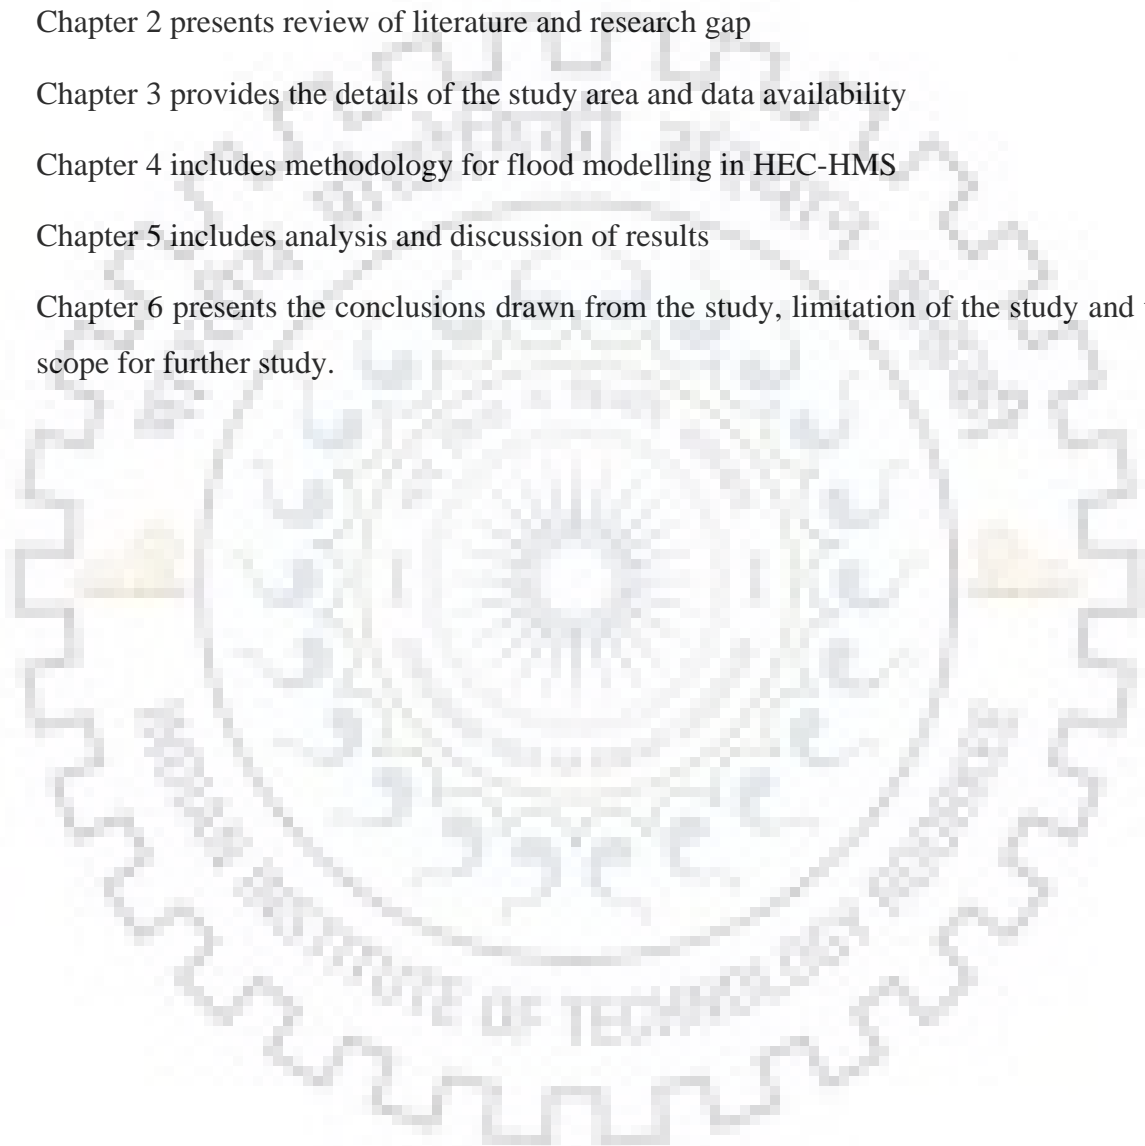 Chapter 2 presents review of literature and research gap
Chapter 3 provides the details of the study area and data availability
Chapter 4 includes methodology for flood modelling in HEC-HMS
Chapter 5 includes analysis and discussion of results
Chapter 6 presents the conclusions drawn from the study, limitation of the study and
scope for further study.
INSTITUTE OF TECHNOLOGY